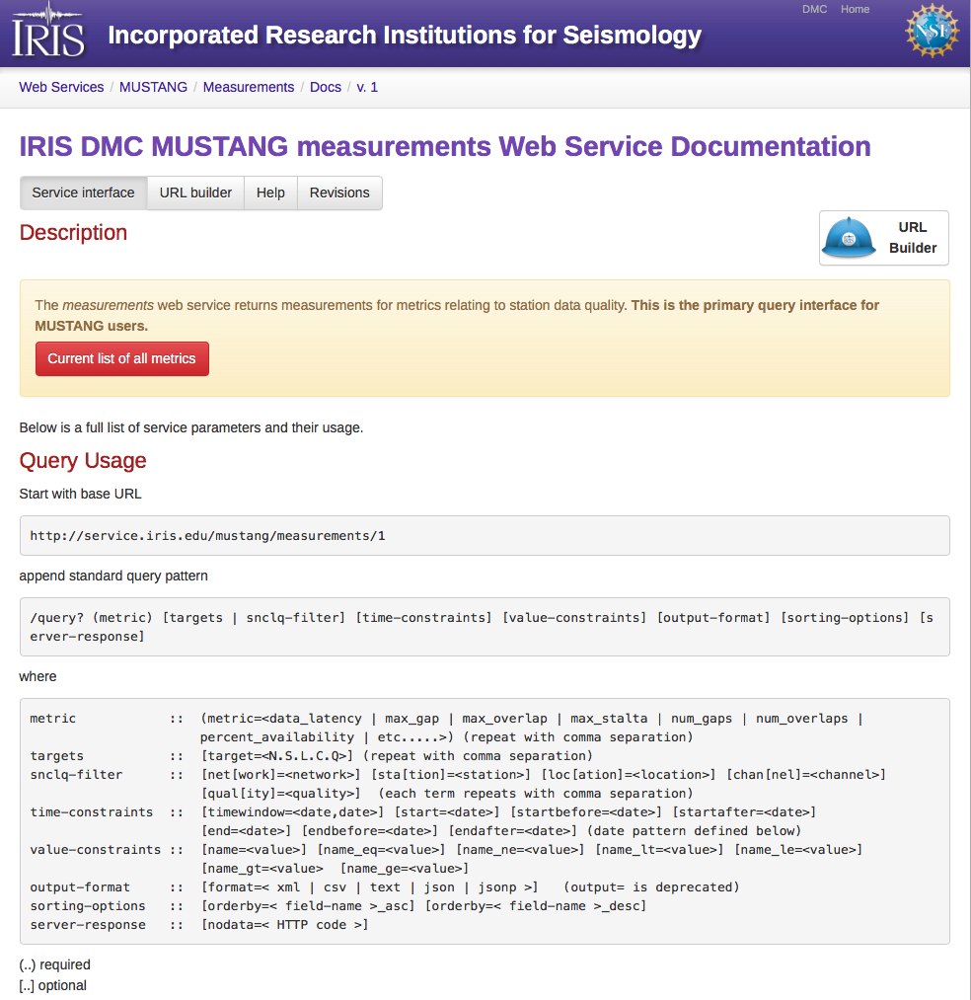 DMC Home
IRIS
Incorporated Research Institutions for Seismology
NSF
Web Services / MUSTANG / Measurements / Docs / v. 1
IRIS DMC MUSTANG measurements Web Service Documentation
Service interface URL builder Help Revisions
Description
URL
Builder
The measurements web service returns measurements for metrics relating to station data quality. This is the primary query interface for
MUSTANG users.
Current list of all metrics
Below is a full list of service parameters and their usage.
Query Usage
Start with base URL
http://service.iris.edu/mustang/measurements/1
append standard query pattern
/query? (metric) [targets | snclq-filter] [time-constraints] [value-constraints] [output-format] [sorting-options] [s
erver-response]
where
metric :: (metric=<data_latency | max_gap | max_overlap | max_stalta | num_gaps | num_overlaps |
percent_availability | etc.....>) (repeat with comma separation)
targets :: [target=<N.S.L.C.Q>] (repeat with comma separation)
snclq-filter :: [net[work]=<network>] [sta[tion]=<station>] [loc[ation]=<location>] [chan[nel]=<channel>]
[qual[ity]=<quality>] (each term repeats with comma separation)
time-constraints :: [timewindow=<date,date>] [start=<date>] [startbefore=<date>] [startafter=<date>]
[end=<date>] [endbefore=<date>] [endafter=<date>] (date pattern defined below)
value-constraints :: [name=<value>] [name_eq=<value>] [name_ne=<value>] [name_lt=<value>] [name_le=<value>]
[name_gt=<value> [name_ge=<value>]
output-format :: [format=< xml | csv | text | json | jsonp >] (output= is deprecated)
sorting-options :: [orderby=< field-name >_asc] [orderby=< field-name >_desc]
server-response :: [nodata=< HTTP code >]
(..) required
[..] optional